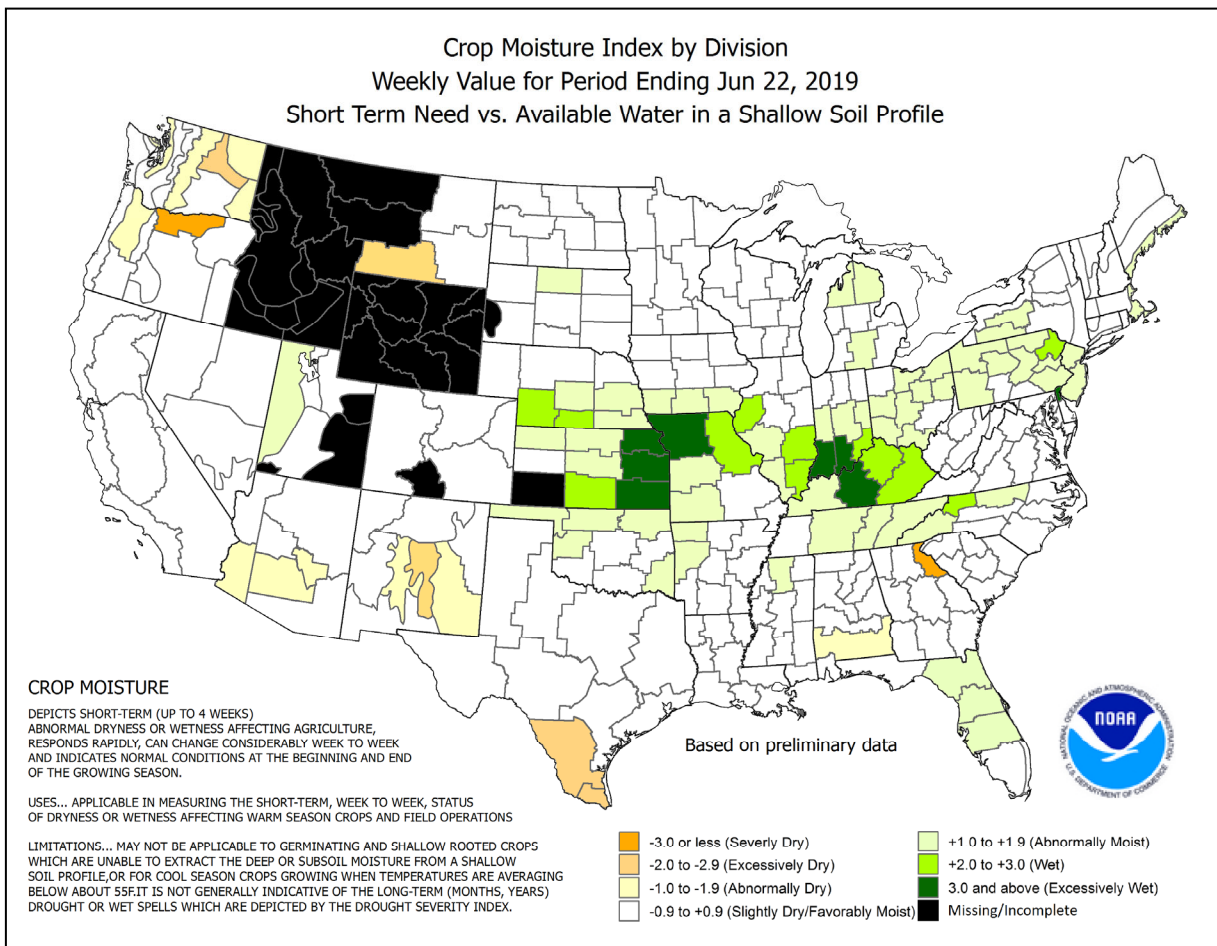 Crop Moisture Index by Division
Weekly Value for Period Ending Jun 22, 2019
Short Term Need vs. Available Water in a Shallow Soil Profile
CROP MOISTURE
DEPICTS SHORT-TERM (UP TO 4 WEEKS)
ABNORMAL DRYNESS OR WETNESS AFFECTING AGRICULTURE,
RESPONDS RAPIDLY, CAN CHANGE CONSIDERABLY WEEK TO WEEK
AND INDICATES NORMAL CONDITIONS AT THE BEGINNING AND END
OF THE GROWING SEASON.
USES... APPLICABLE IN MEASURING THE SHORT-TERM, WEEK TO WEEK, STATUS
OF DRYNESS OR WETNESS AFFECTING WARM SEASON CROPS AND FIELD OPERATIONS
LIMITATIONS... MAY NOT BE APPLICABLE TO GERMINATING AND SHALLOW ROOTED CROPS
WHICH ARE UNABLE TO EXTRACT THE DEEP OR SUBSOIL MOISTURE FROM A SHALLOW
SOIL PROFILE,OR FOR COOL SEASON CROPS GROWING WHEN TEMPERATURES ARE AVERAGING
BELOW ABOUT 55F.IT IS NOT GENERALLY INDICATIVE OF THE LONG-TERM (MONTHS, YEARS)
DROUGHT OR WET SPELLS WHICH ARE DEPICTED BY THE DROUGHT SEVERITY INDEX.
Based on preliminary data
NATIONAL OCEANIC AND ATMOSPHERIC ADMINISTRATION
NOAA
U.S. DEPARTMENT OF COMMERCE
-3.0 or less (Severly Dry)
-2.0 to -2.9 (Excessively Dry)
-1.0 to -1.9 (Abnormally Dry)
-0.9 to +0.9 (Slightly Dry/Favorably Moist)
+1.0 to +1.9 (Abnormally Moist)
+2.0 to +3.0 (Wet)
3.0 and above (Excessively Wet)
Missing/Incomplete